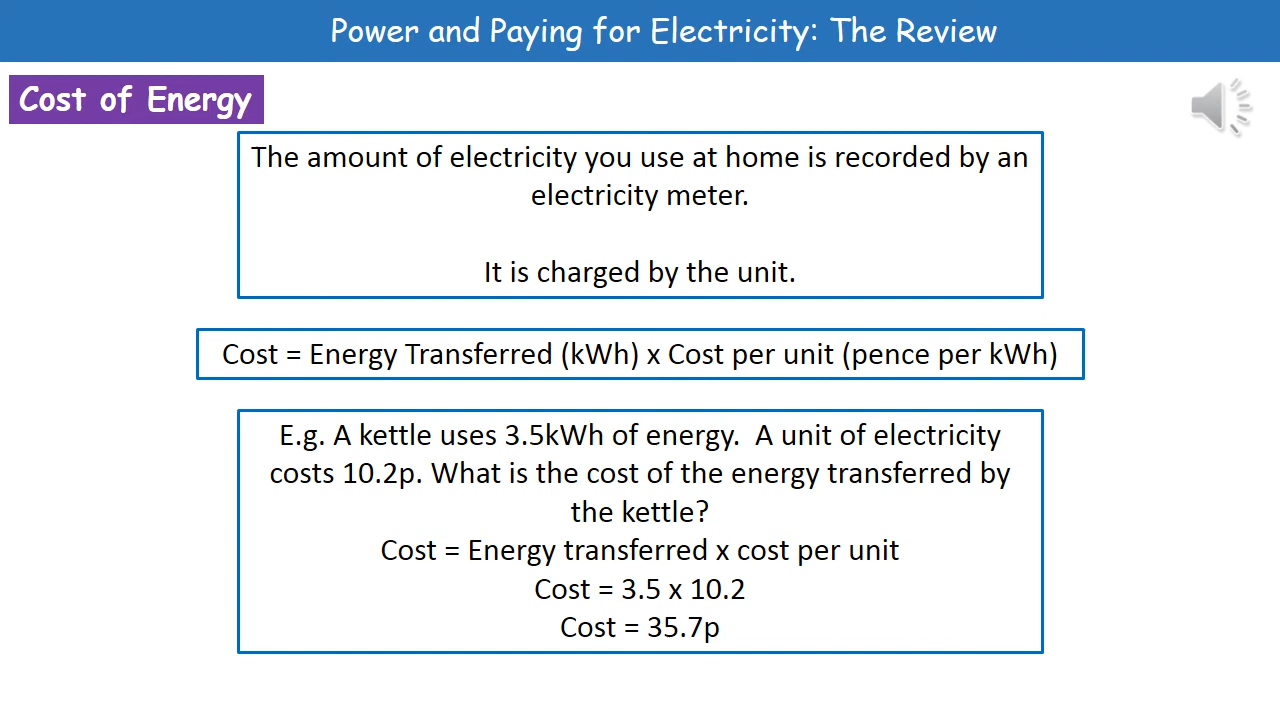 Power and Paying for Electricity: The Review
Cost of Energy
The amount of electricity you use at home is recorded by an
electricity meter.
It is charged by the unit.
Cost = Energy Transferred (kWh) x Cost per unit (pence per kWh)
E.g. A kettle uses 3.5kWh of energy.  A unit of electricity
costs 10.2p. What is the cost of the energy transferred by
the kettle?
Cost = Energy transferred x cost per unit
Cost = 3.5 x 10.2
Cost = 35.7p